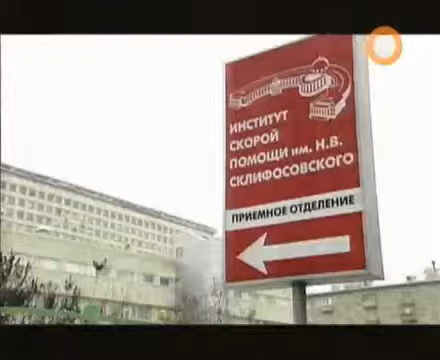 ИНСТИТУТ
СКОРОЙ
ПОМОЩИ им. Н.В.
СКЛИФОСОВСКОГО
ПРИЕМНОЕ ОТДЕЛЕНИЕ